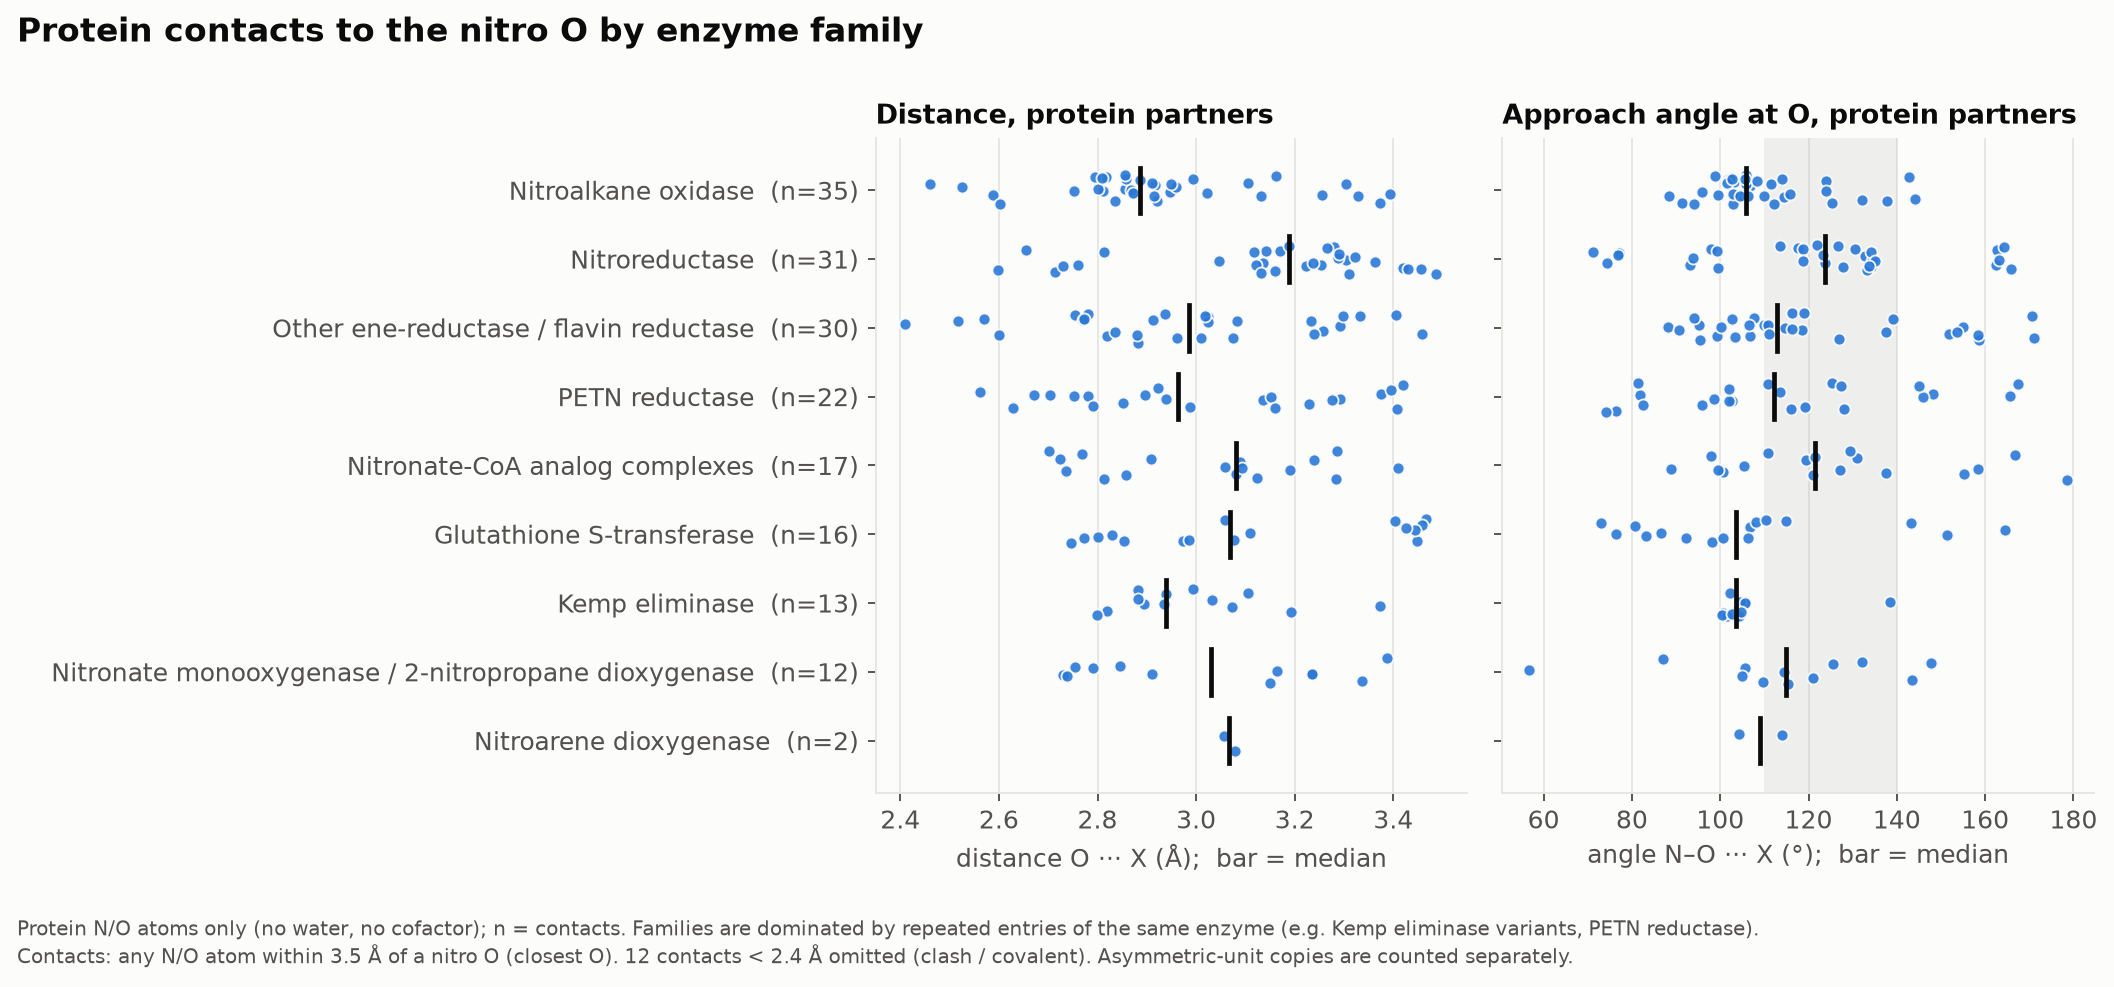 Protein contacts to the nitro O by enzyme family
Distance, protein partners
Approach angle at O, protein partners
Nitroalkane oxidase  (n=35)
Nitroreductase  (n=31)
Other ene-reductase / flavin reductase  (n=30)
PETN reductase  (n=22)
Nitronate-CoA analog complexes  (n=17)
Glutathione S-transferase  (n=16)
Kemp eliminase  (n=13)
Nitronate monooxygenase / 2-nitropropane dioxygenase  (n=12)
Nitroarene dioxygenase  (n=2)
2.4 2.6 2.8 3.0 3.2 3.4
60 80 100 120 140 160 180
distance O ··· X (Å);  bar = median
angle N–O ··· X (°);  bar = median
Protein N/O atoms only (no water, no cofactor); n = contacts. Families are dominated by repeated entries of the same enzyme (e.g. Kemp eliminase variants, PETN reductase).
Contacts: any N/O atom within 3.5 Å of a nitro O (closest O). 12 contacts < 2.4 Å omitted (clash / covalent). Asymmetric-unit copies are counted separately.